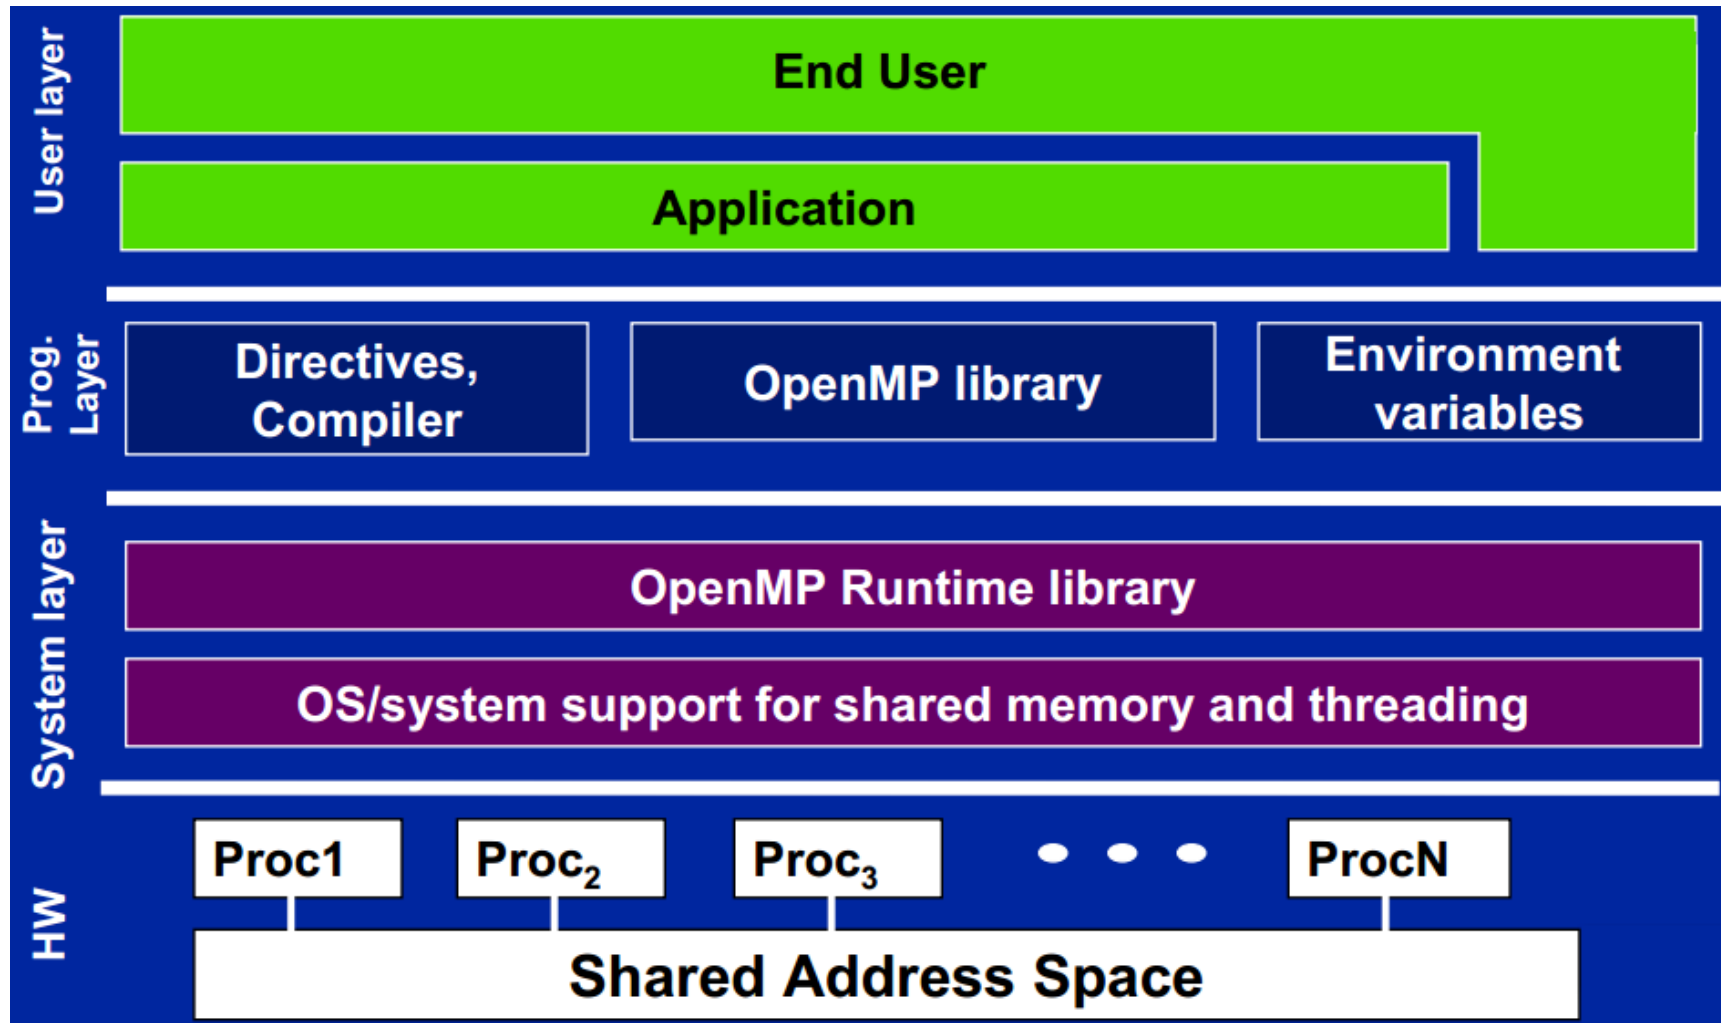 User layer
End User
Application
Prog.
Layer
Directives,
Compiler
OpenMP library
Environment
variables
System layer
OpenMP Runtime library
OS/system support for shared memory and threading
HW
Proc1
Proc2
Proc3
ProcN
Shared Address Space